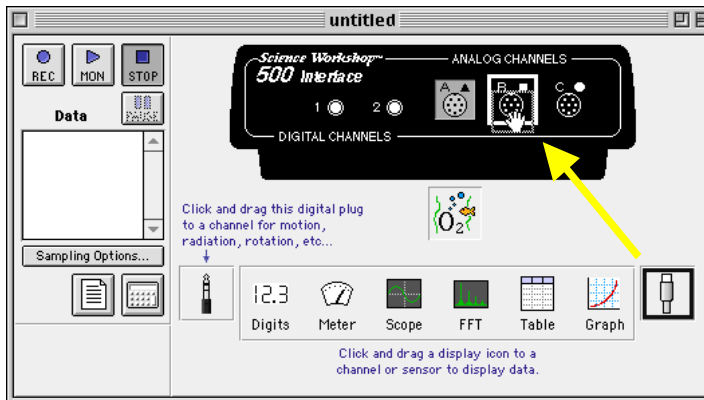 untitled
REC MON STOP
PAUSE
Data
Sampling Options...
Science Workshop™ ANALOG CHANNELS
500 Interface
A B C
1 2
DIGITAL CHANNELS
O2
Click and drag this digital plug
to a channel for motion,
radiation, rotation, etc...
12.3
Digits Meter Scope FFT Table Graph
Click and drag a display icon to a
channel or sensor to display data.